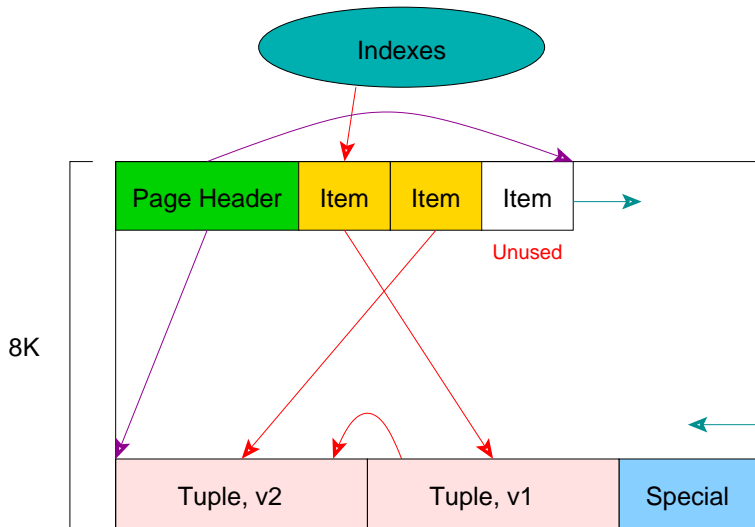 Indexes
Page Header
Item
Item
Item
Unused
8K
Tuple, v2
Tuple, v1
Special